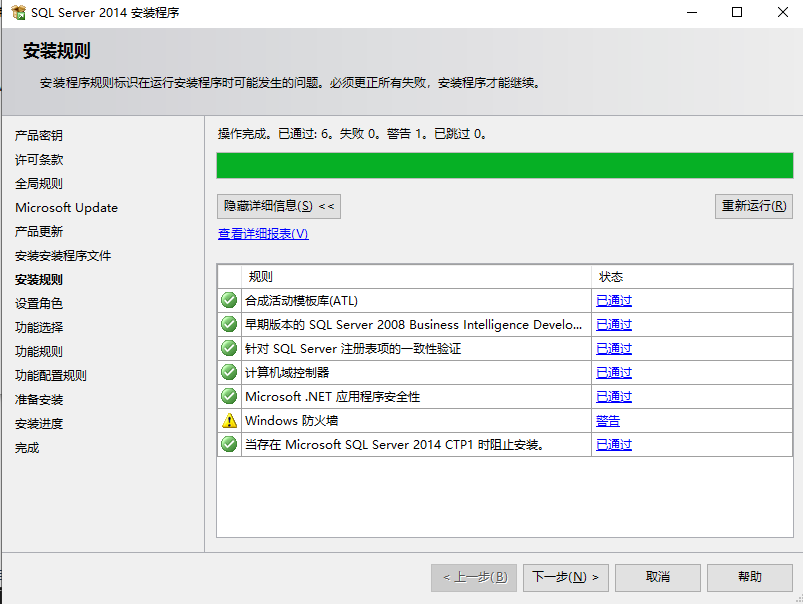 SQL Server 2014 安装程序
安装规则
安装程序规则标识在运行安装程序时可能发生的问题。必须更正所有失败，安装程序才能继续。
产品密钥
许可条款
全局规则
Microsoft Update
产品更新
安装安装程序文件
安装规则
设置角色
功能选择
功能规则
功能配置规则
准备安装
安装进度
完成
操作完成。已通过: 6。失败 0。警告 1。已跳过 0。
隐藏详细信息(S) <<
重新运行(R)
查看详细报表(V)
规则 状态
合成活动模板库(ATL) 已通过
早期版本的 SQL Server 2008 Business Intelligence Develo... 已通过
针对 SQL Server 注册表项的一致性验证 已通过
计算机域控制器 已通过
Microsoft .NET 应用程序安全性 已通过
Windows 防火墙 警告
当存在 Microsoft SQL Server 2014 CTP1 时阻止安装。 已通过
< 上一步(B) 下一步(N) > 取消 帮助